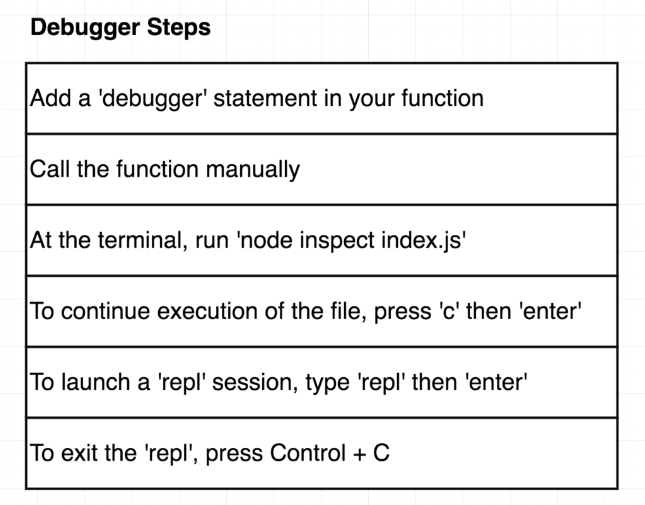 Debugger Steps
Add a 'debugger' statement in your function
Call the function manually
At the terminal, run 'node inspect index.js'
To continue execution of the file, press 'c' then 'enter'
To launch a 'repl' session, type 'repl' then 'enter'
To exit the 'repl', press Control + C